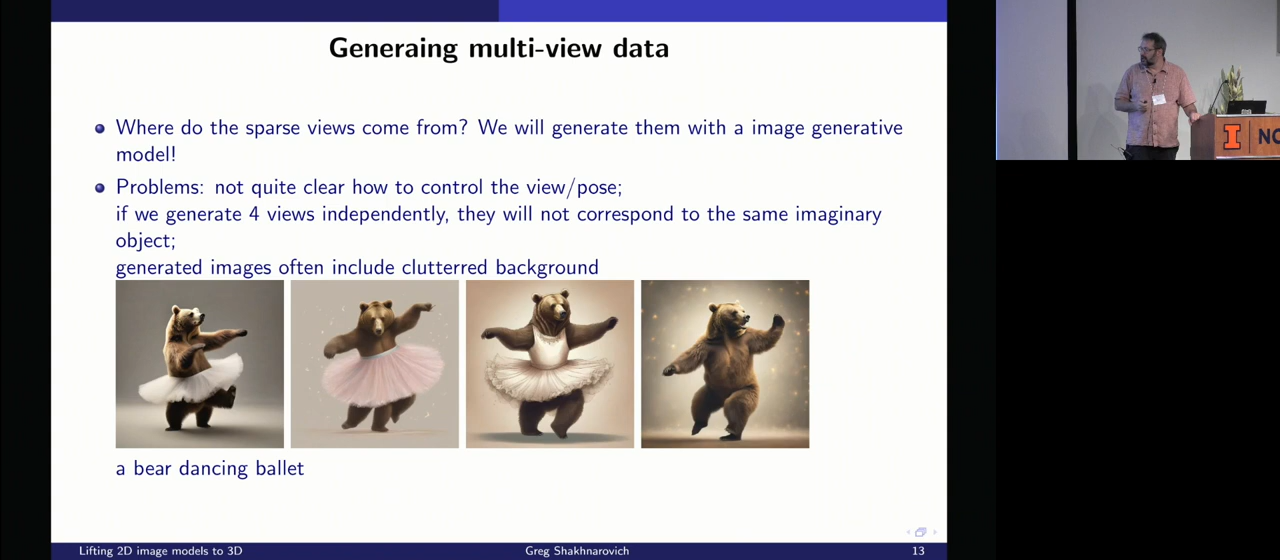 Generaing multi-view data
Where do the sparse views come from? We will generate them with a image generative
model!
Problems: not quite clear how to control the view/pose;
if we generate 4 views independently, they will not correspond to the same imaginary
object;
generated images often include clutterred background
a bear dancing ballet
Lifting 2D image models to 3D
Greg Shakhnarovich
13
I NO